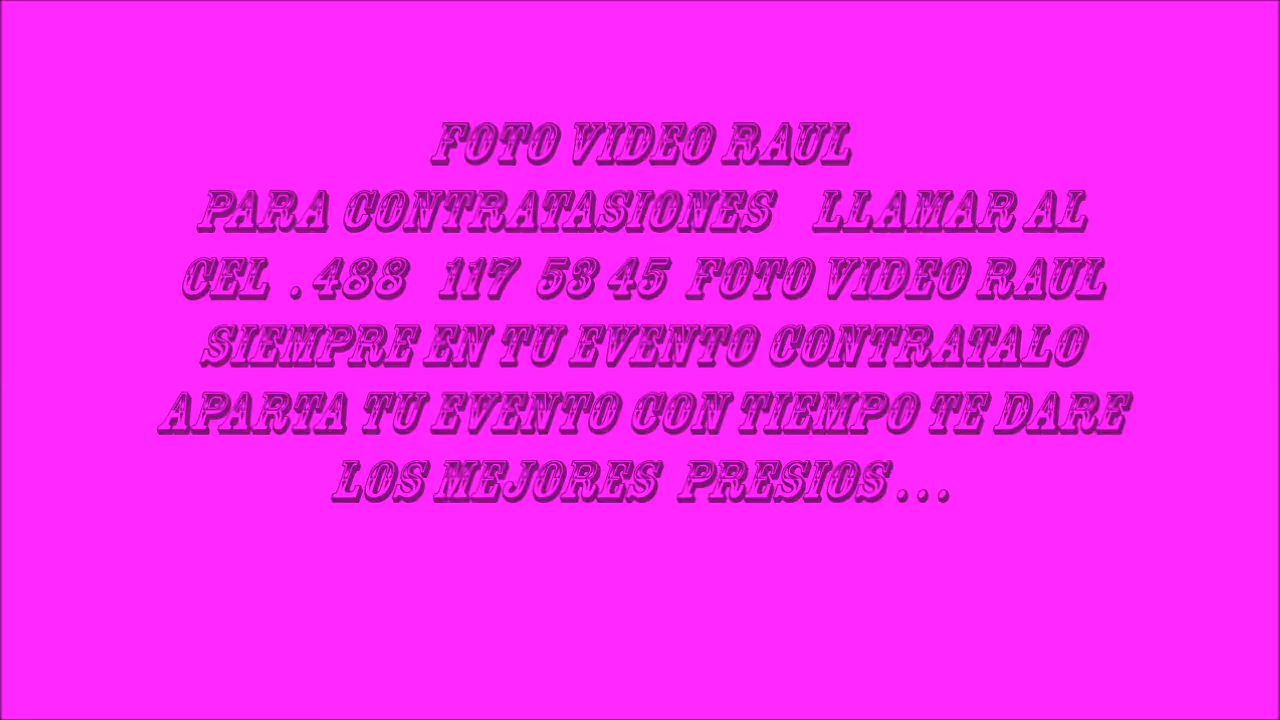 FOTO VIDEO RAUL
PARA CONTRATASIONES LLAMAR AL
CEL . 488 117 53 45 FOTO VIDEO RAUL
SIEMPRE EN TU EVENTO CONTRATALO
APARTA TU EVENTO CON TIEMPO TE DARE
LOS MEJORES PRESIOS . . .